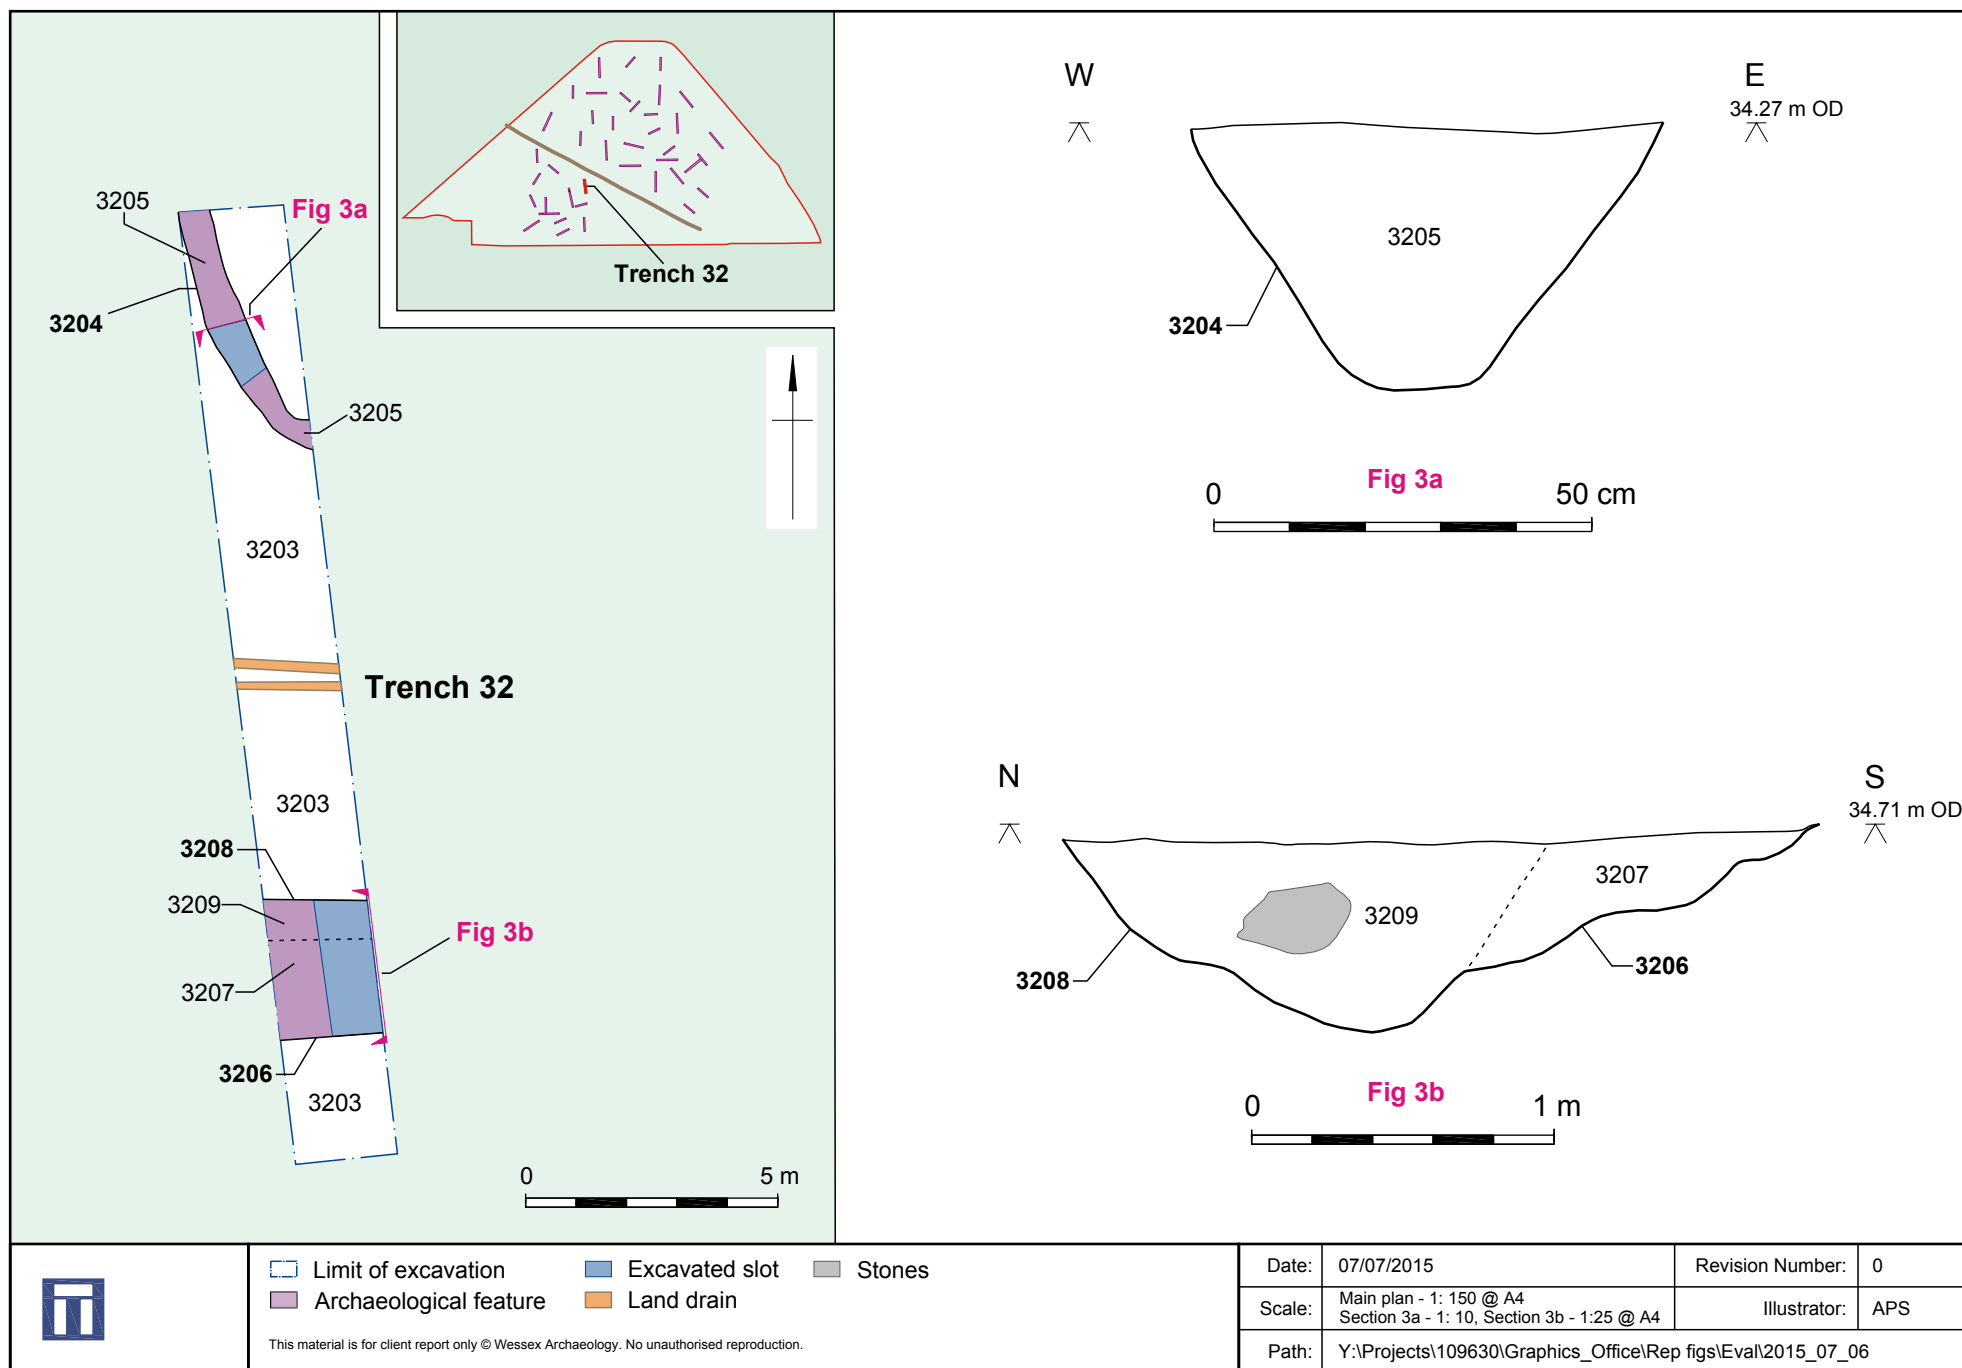 3205
Fig 3a
3204
3205
3203
Trench 32
3203
3208
3209
Fig 3b
3207
3206
3203
0 5 m
Trench 32
W E
34.27 m OD
3205
3204
Fig 3a
0 50 cm
N S
34.71 m OD
3207
3209
3206
3208
Fig 3b
0 1 m
Limit of excavation
Archaeological feature
Excavated slot
Land drain
Stones
This material is for client report only © Wessex Archaeology. No unauthorised reproduction.
Date: 07/07/2015 Revision Number: 0
Scale: Main plan - 1: 150 @ A4
Section 3a - 1: 10, Section 3b - 1:25 @ A4 Illustrator: APS
Path: Y:\Projects\109630\Graphics_Office\Rep figs\Eval\2015_07_06